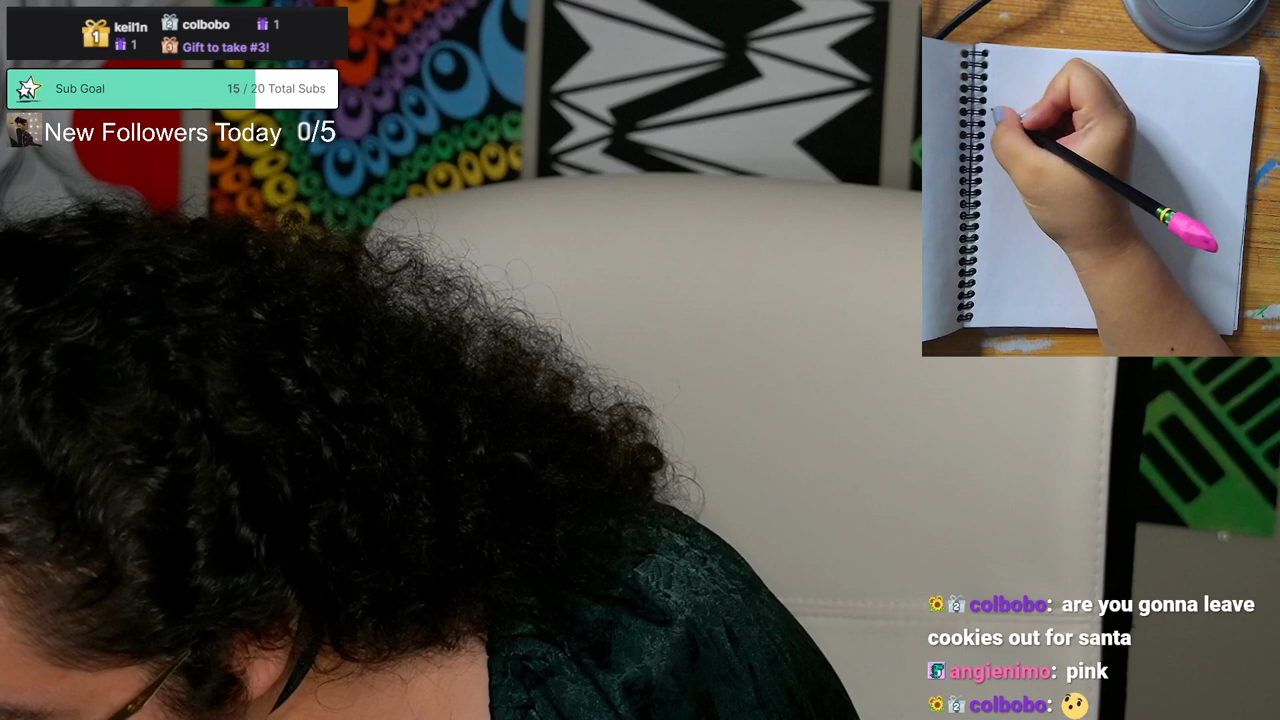 keil1n
1
colbobo 1
Gift to take #3!
Sub Goal 15 / 20 Total Subs
New Followers Today 0/5
colbobo: are you gonna leave
cookies out for santa
angienimo: pink
colbobo: